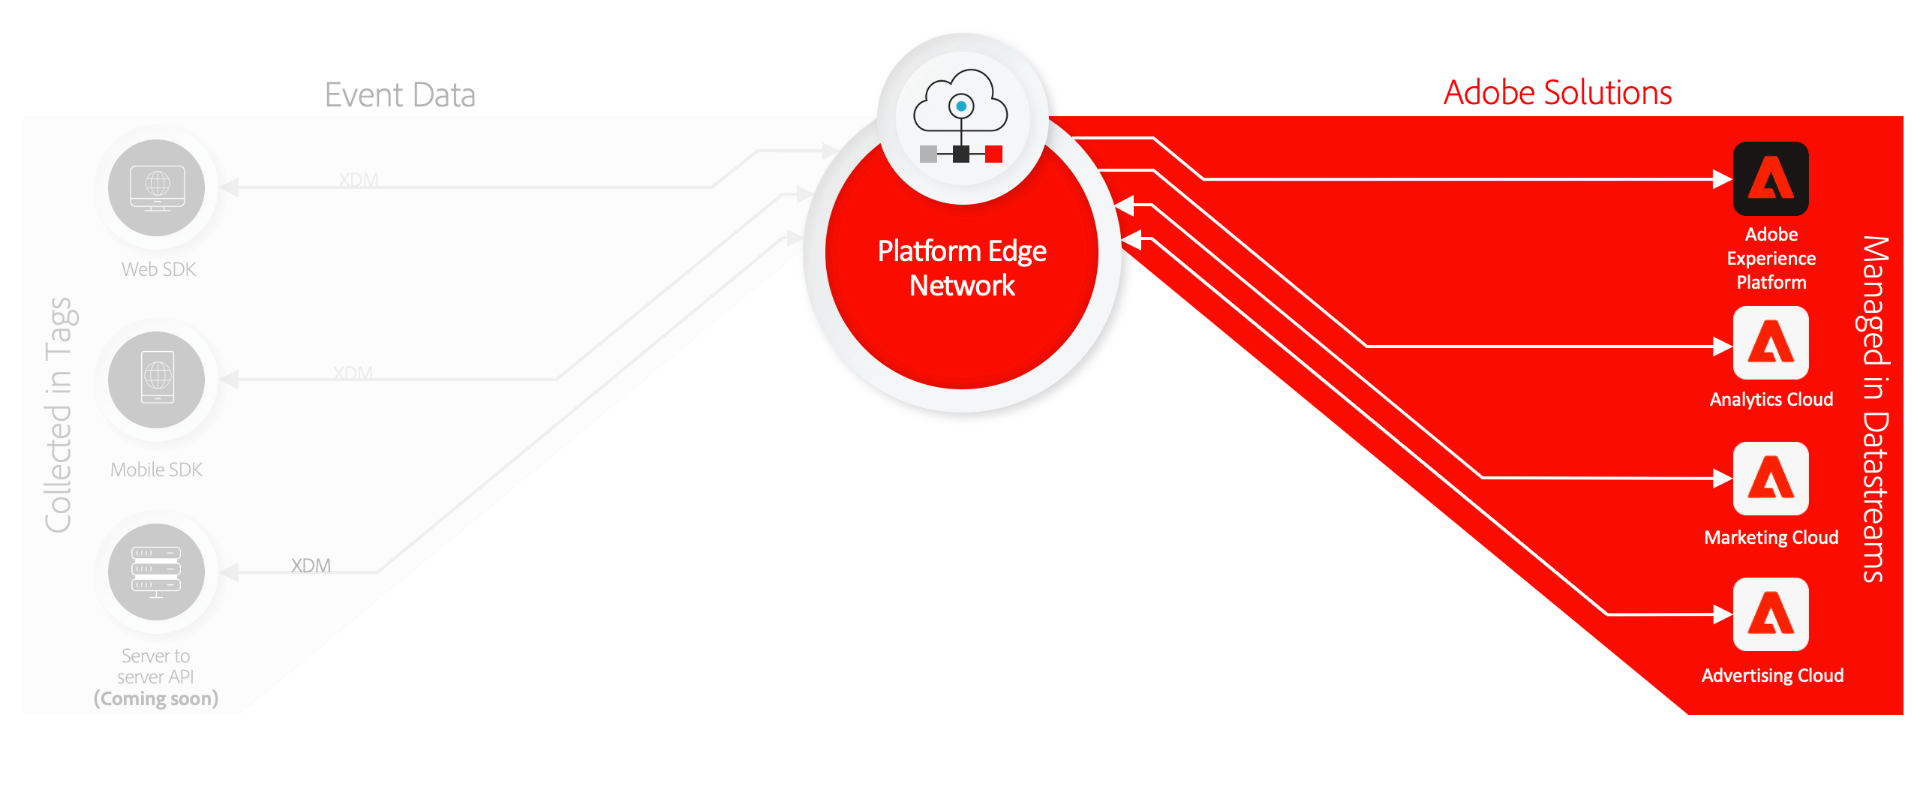 Event Data
Collected in Tags
XDM
Web SDK
XDM
Mobile SDK
XDM
Server to
server API
(Coming soon)
Platform Edge
Network
Adobe Solutions
Adobe
Experience
Platform
Analytics Cloud
Marketing Cloud
Advertising Cloud
Managed in Datastreams